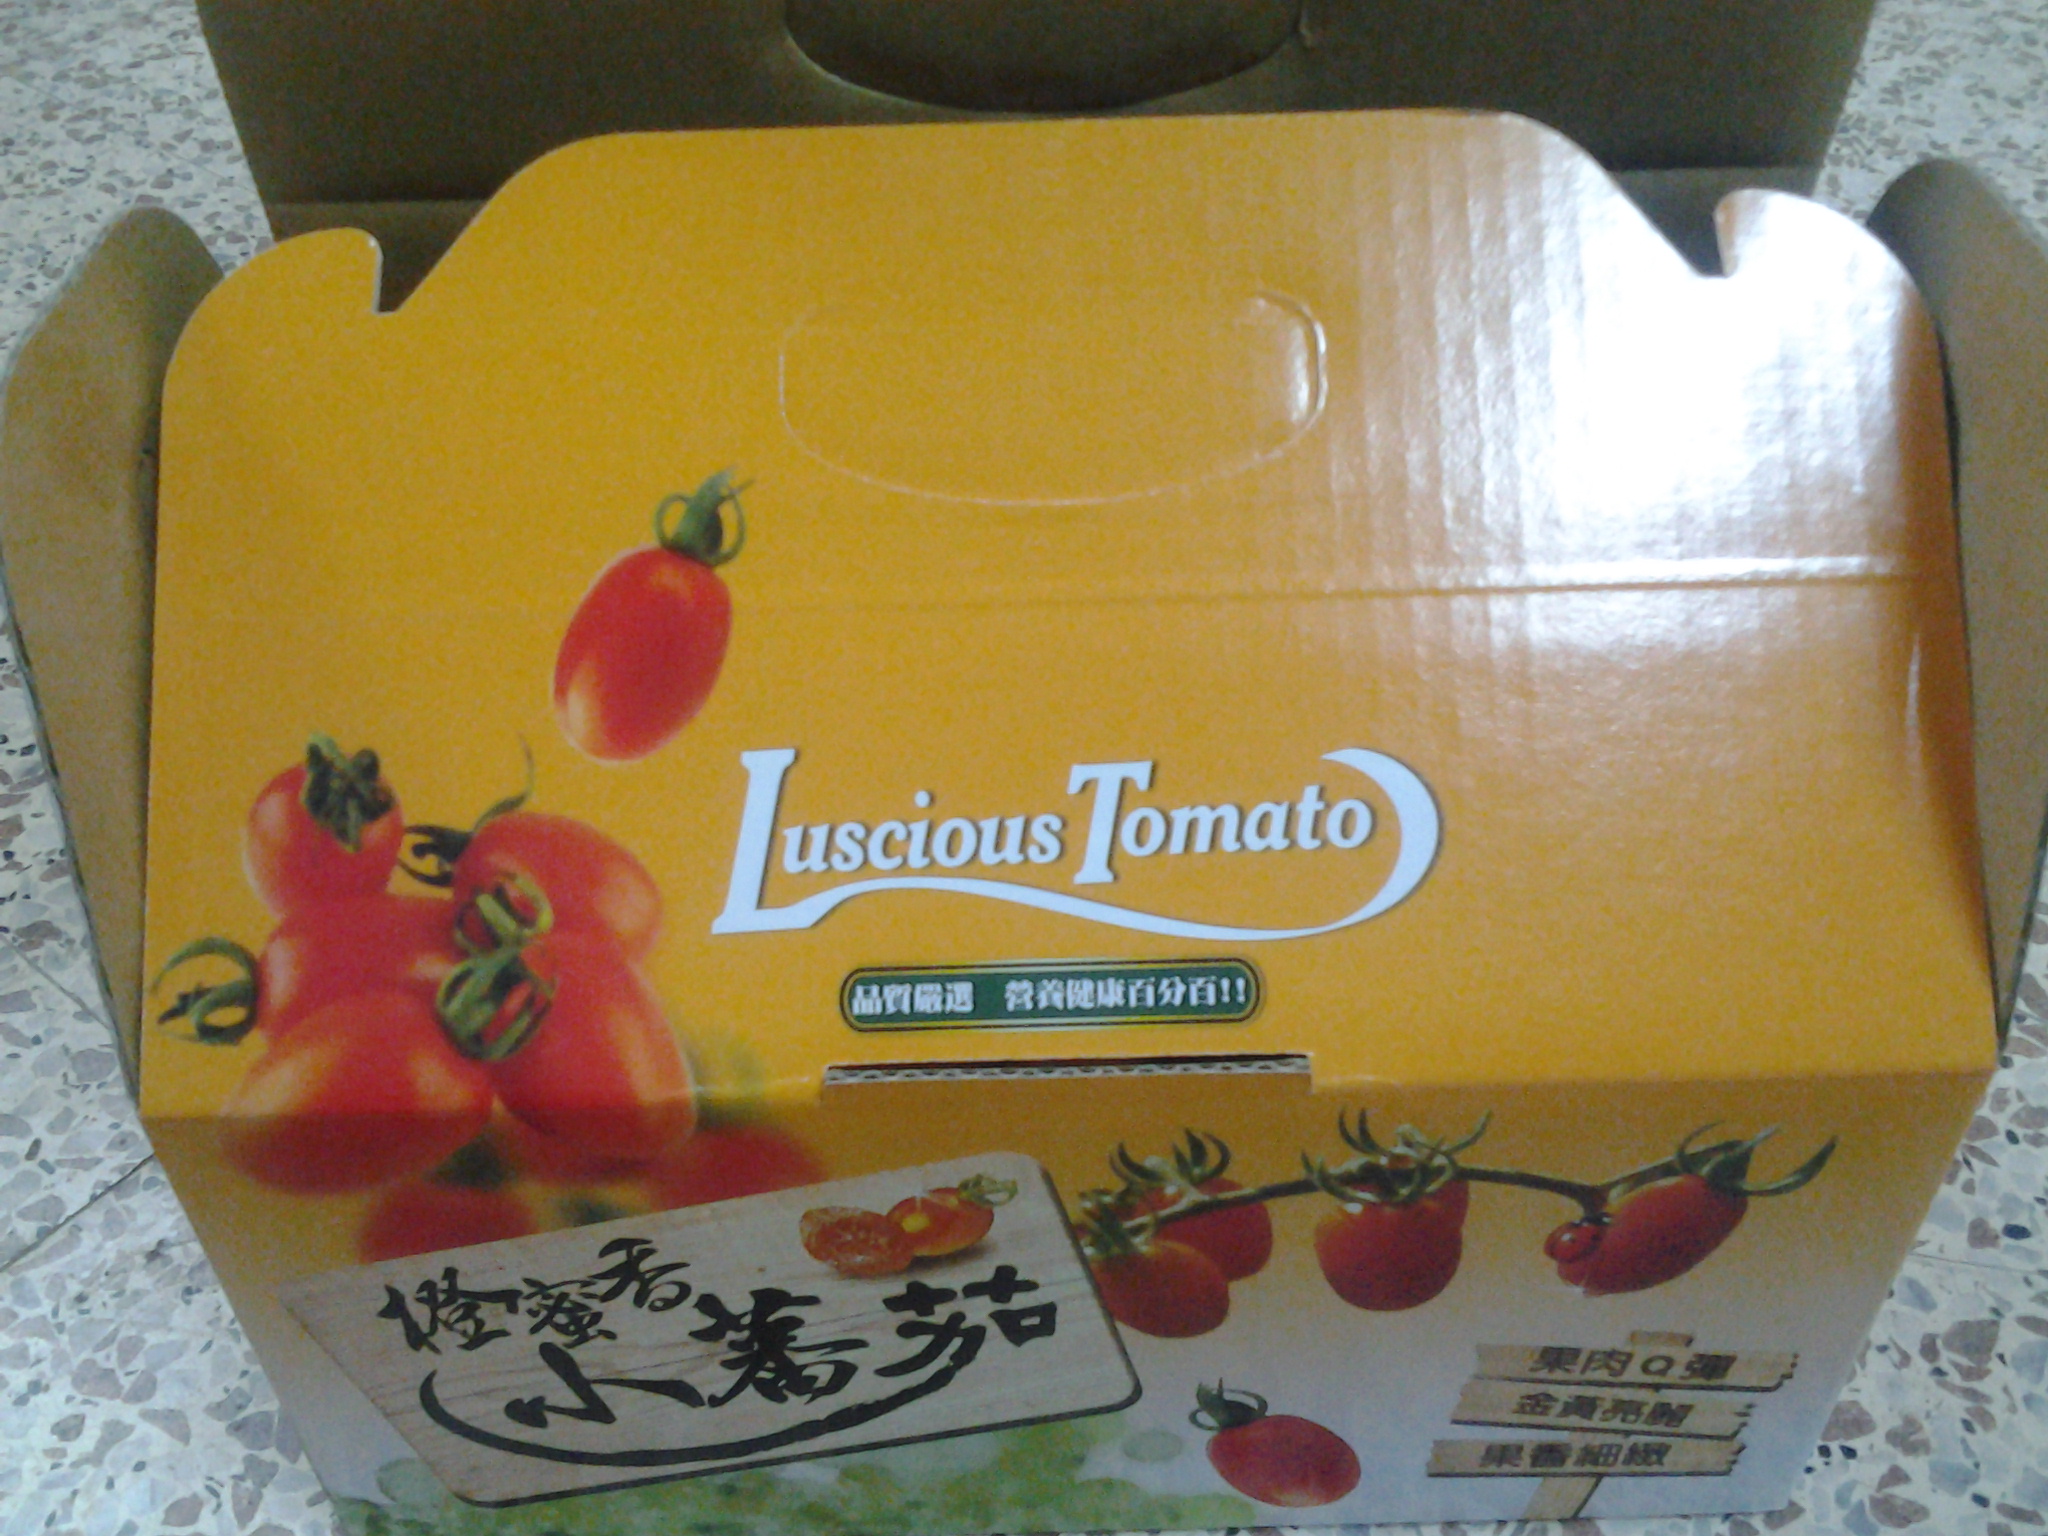 Luscious Tomato
品質嚴選 營養健康百分百!!
橙蜜香
小蕃茄
果肉Q彈
金黃亮麗
果香細緻